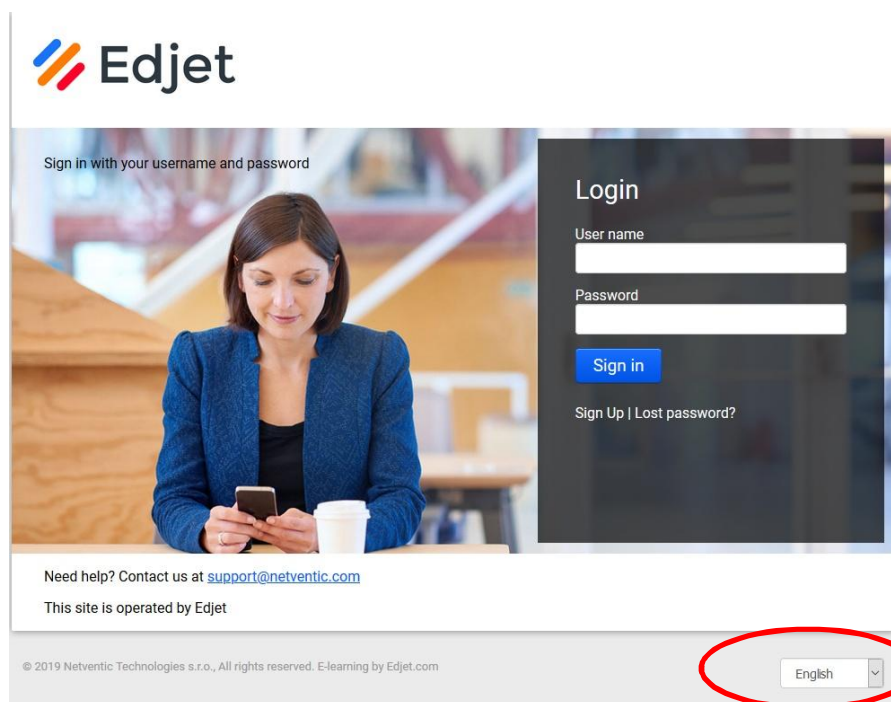 Edjet
Sign in with your username and password
Login
User name
Password
Sign in
Sign Up | Lost password?
Need help? Contact us at support@netventic.com
This site is operated by Edjet
© 2019 Netventic Technologies s.r.o., All rights reserved. E-learning by Edjet.com
English